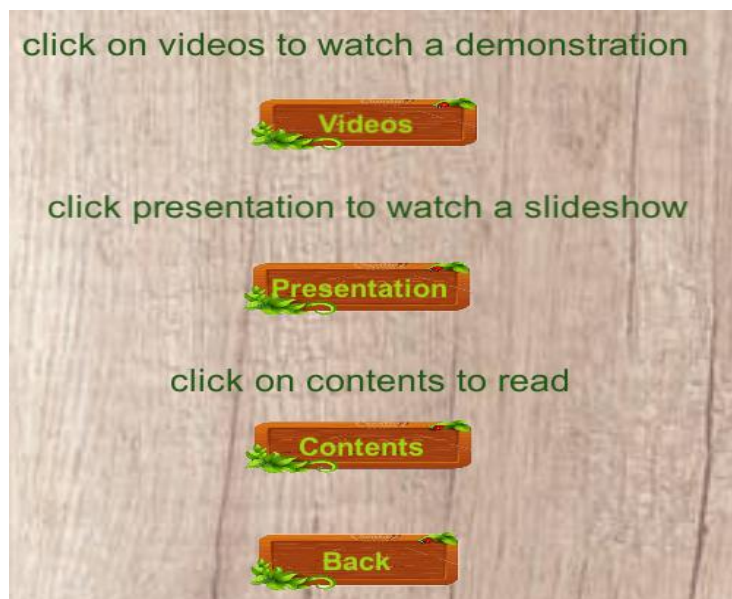 click on videos to watch a demonstration
Videos
click presentation to watch a slideshow
Presentation
click on contents to read
Contents
Back